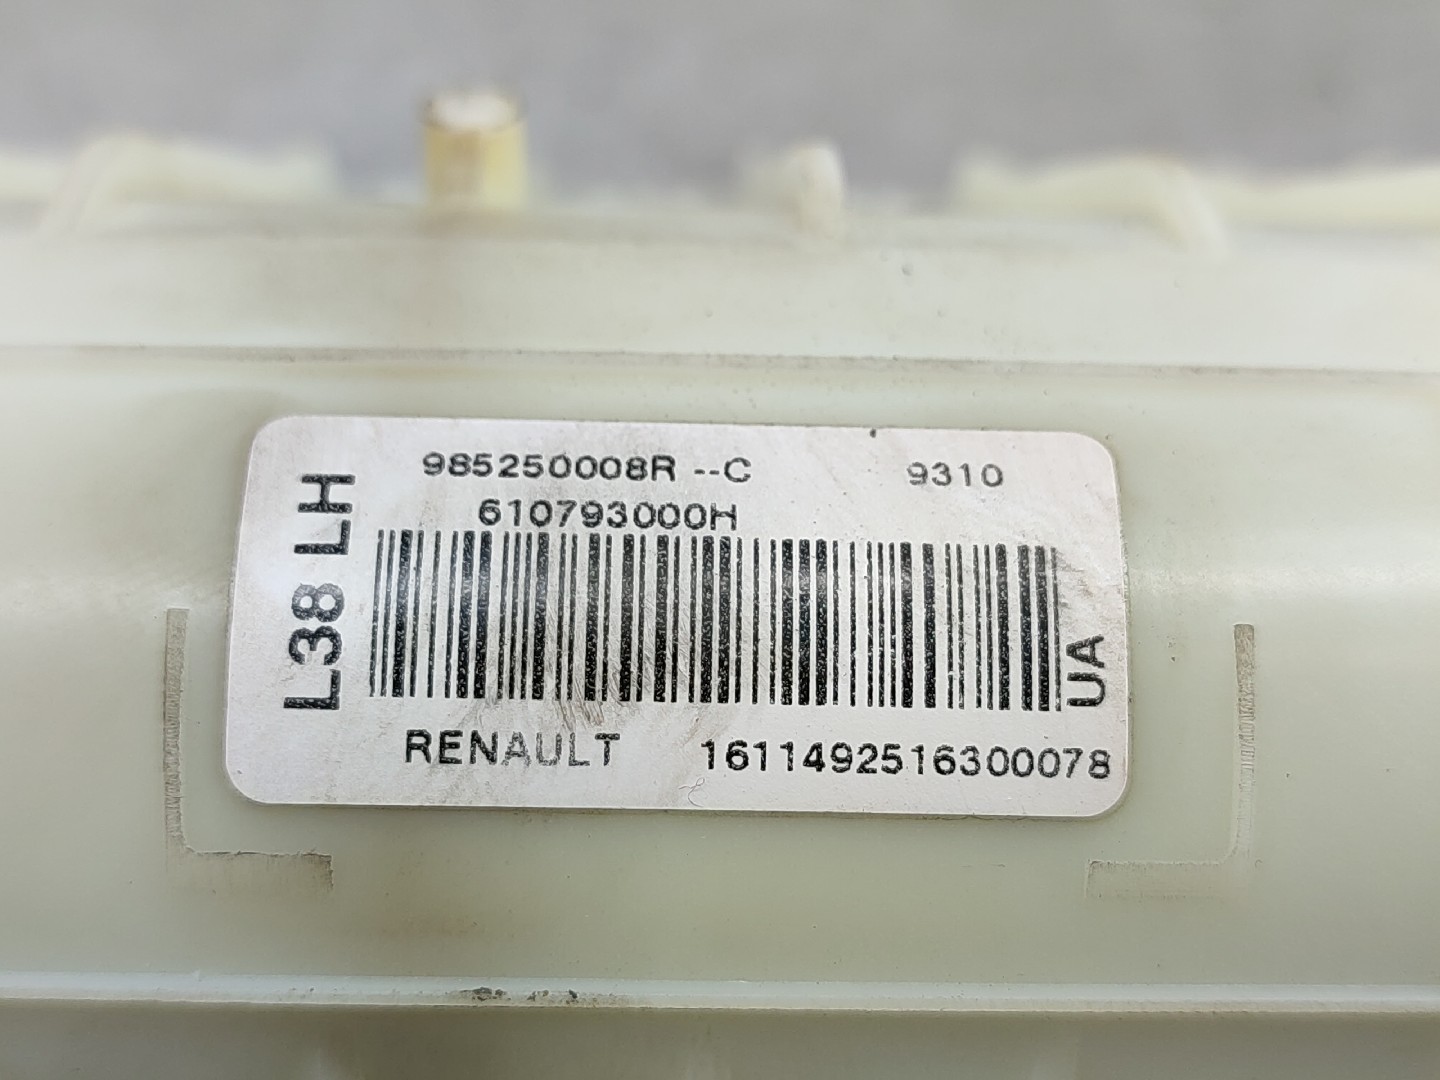 985250008R --C 9310
610793000H
L38 LH
UA
RENAULT 1611492516300078